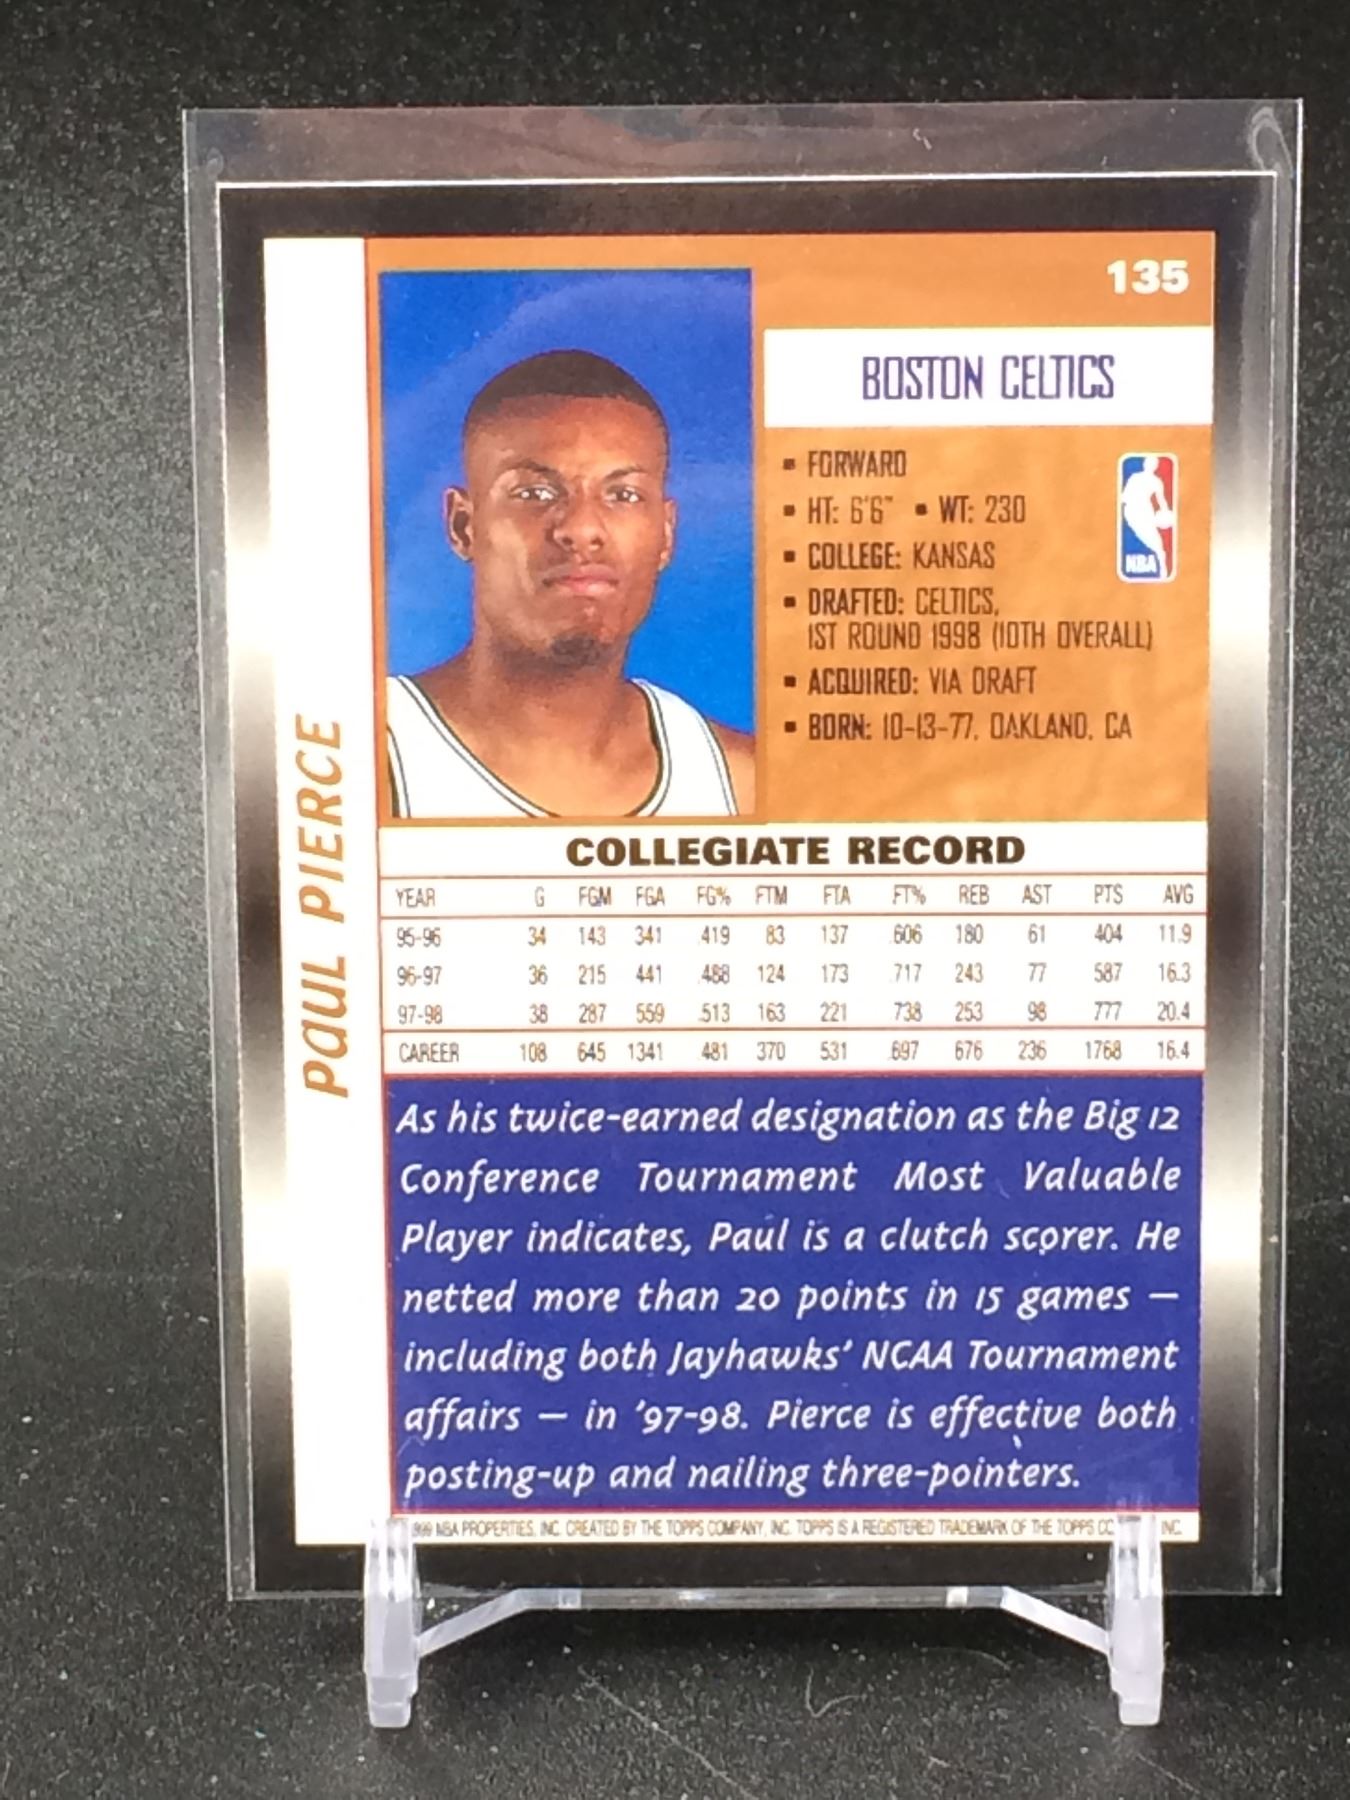 135
BOSTON CELTICS
▪ FORWARD
▪ HT: 6'6" ▪ WT: 230
▪ COLLEGE: KANSAS
▪ DRAFTED: CELTICS,
1ST ROUND 1998 (10TH OVERALL)
▪ ACQUIRED: VIA DRAFT
▪ BORN: 10-13-77, OAKLAND, CA
NBA
PAUL PIERCE
COLLEGIATE RECORD
YEAR G FGM FGA FG% FTM FTA FT% REB AST PTS AVG
95-96 34 143 341 .419 83 137 .606 180 61 404 11.9
96-97 36 215 441 .488 124 173 .717 243 77 587 16.3
97-98 38 287 559 .513 163 221 .738 253 98 777 20.4
CAREER 108 645 1341 .481 370 531 .697 676 236 1768 16.4
As his twice-earned designation as the Big 12
Conference Tournament Most Valuable
Player indicates, Paul is a clutch scorer. He
netted more than 20 points in 15 games —
including both Jayhawks' NCAA Tournament
affairs — in '97-98. Pierce is effective both
posting-up and nailing three-pointers.
NBA PROPERTIES, INC. CREATED BY THE TOPPS COMPANY, INC. TOPPS IS A REGISTERED TRADEMARK OF THE TOPPS INC.